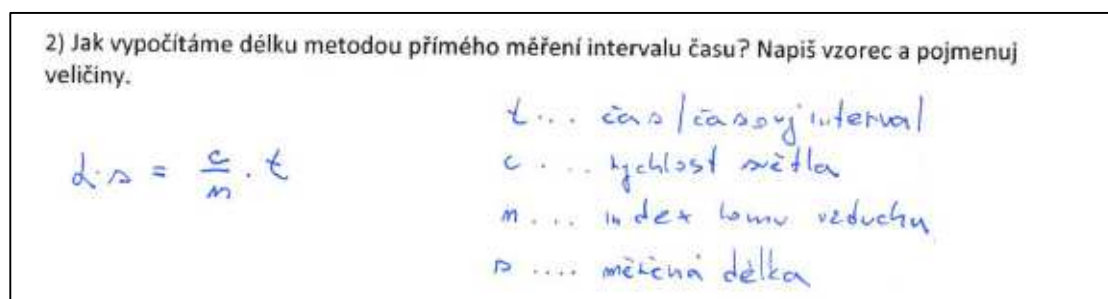 2) Jak vypočítáme délku metodou přímého měření intervalu času? Napiš vzorec a pojmenuj
veličiny.
2·s = c/n · t
t... čas/časový interval
c.... rychlost světla
n... index lomu vzduchu
s.... měřená délka